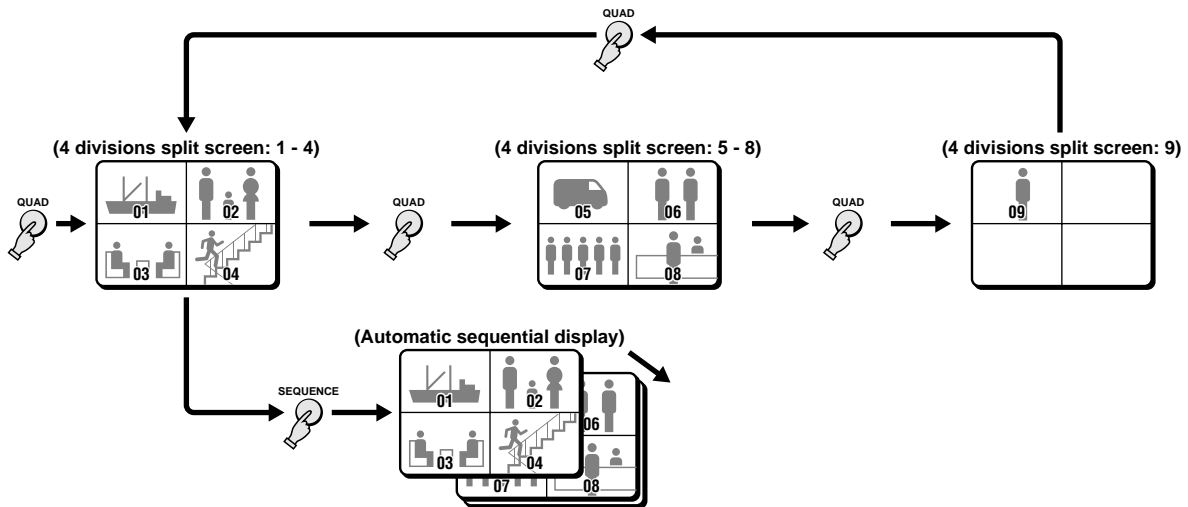 QUAD
(4 divisions split screen: 1 - 4)
(4 divisions split screen: 5 - 8)
(4 divisions split screen: 9)
QUAD
01
02
03
04
QUAD
05
06
07
08
QUAD
09
(Automatic sequential display)
SEQUENCE
01
02
03
04
06
07
08